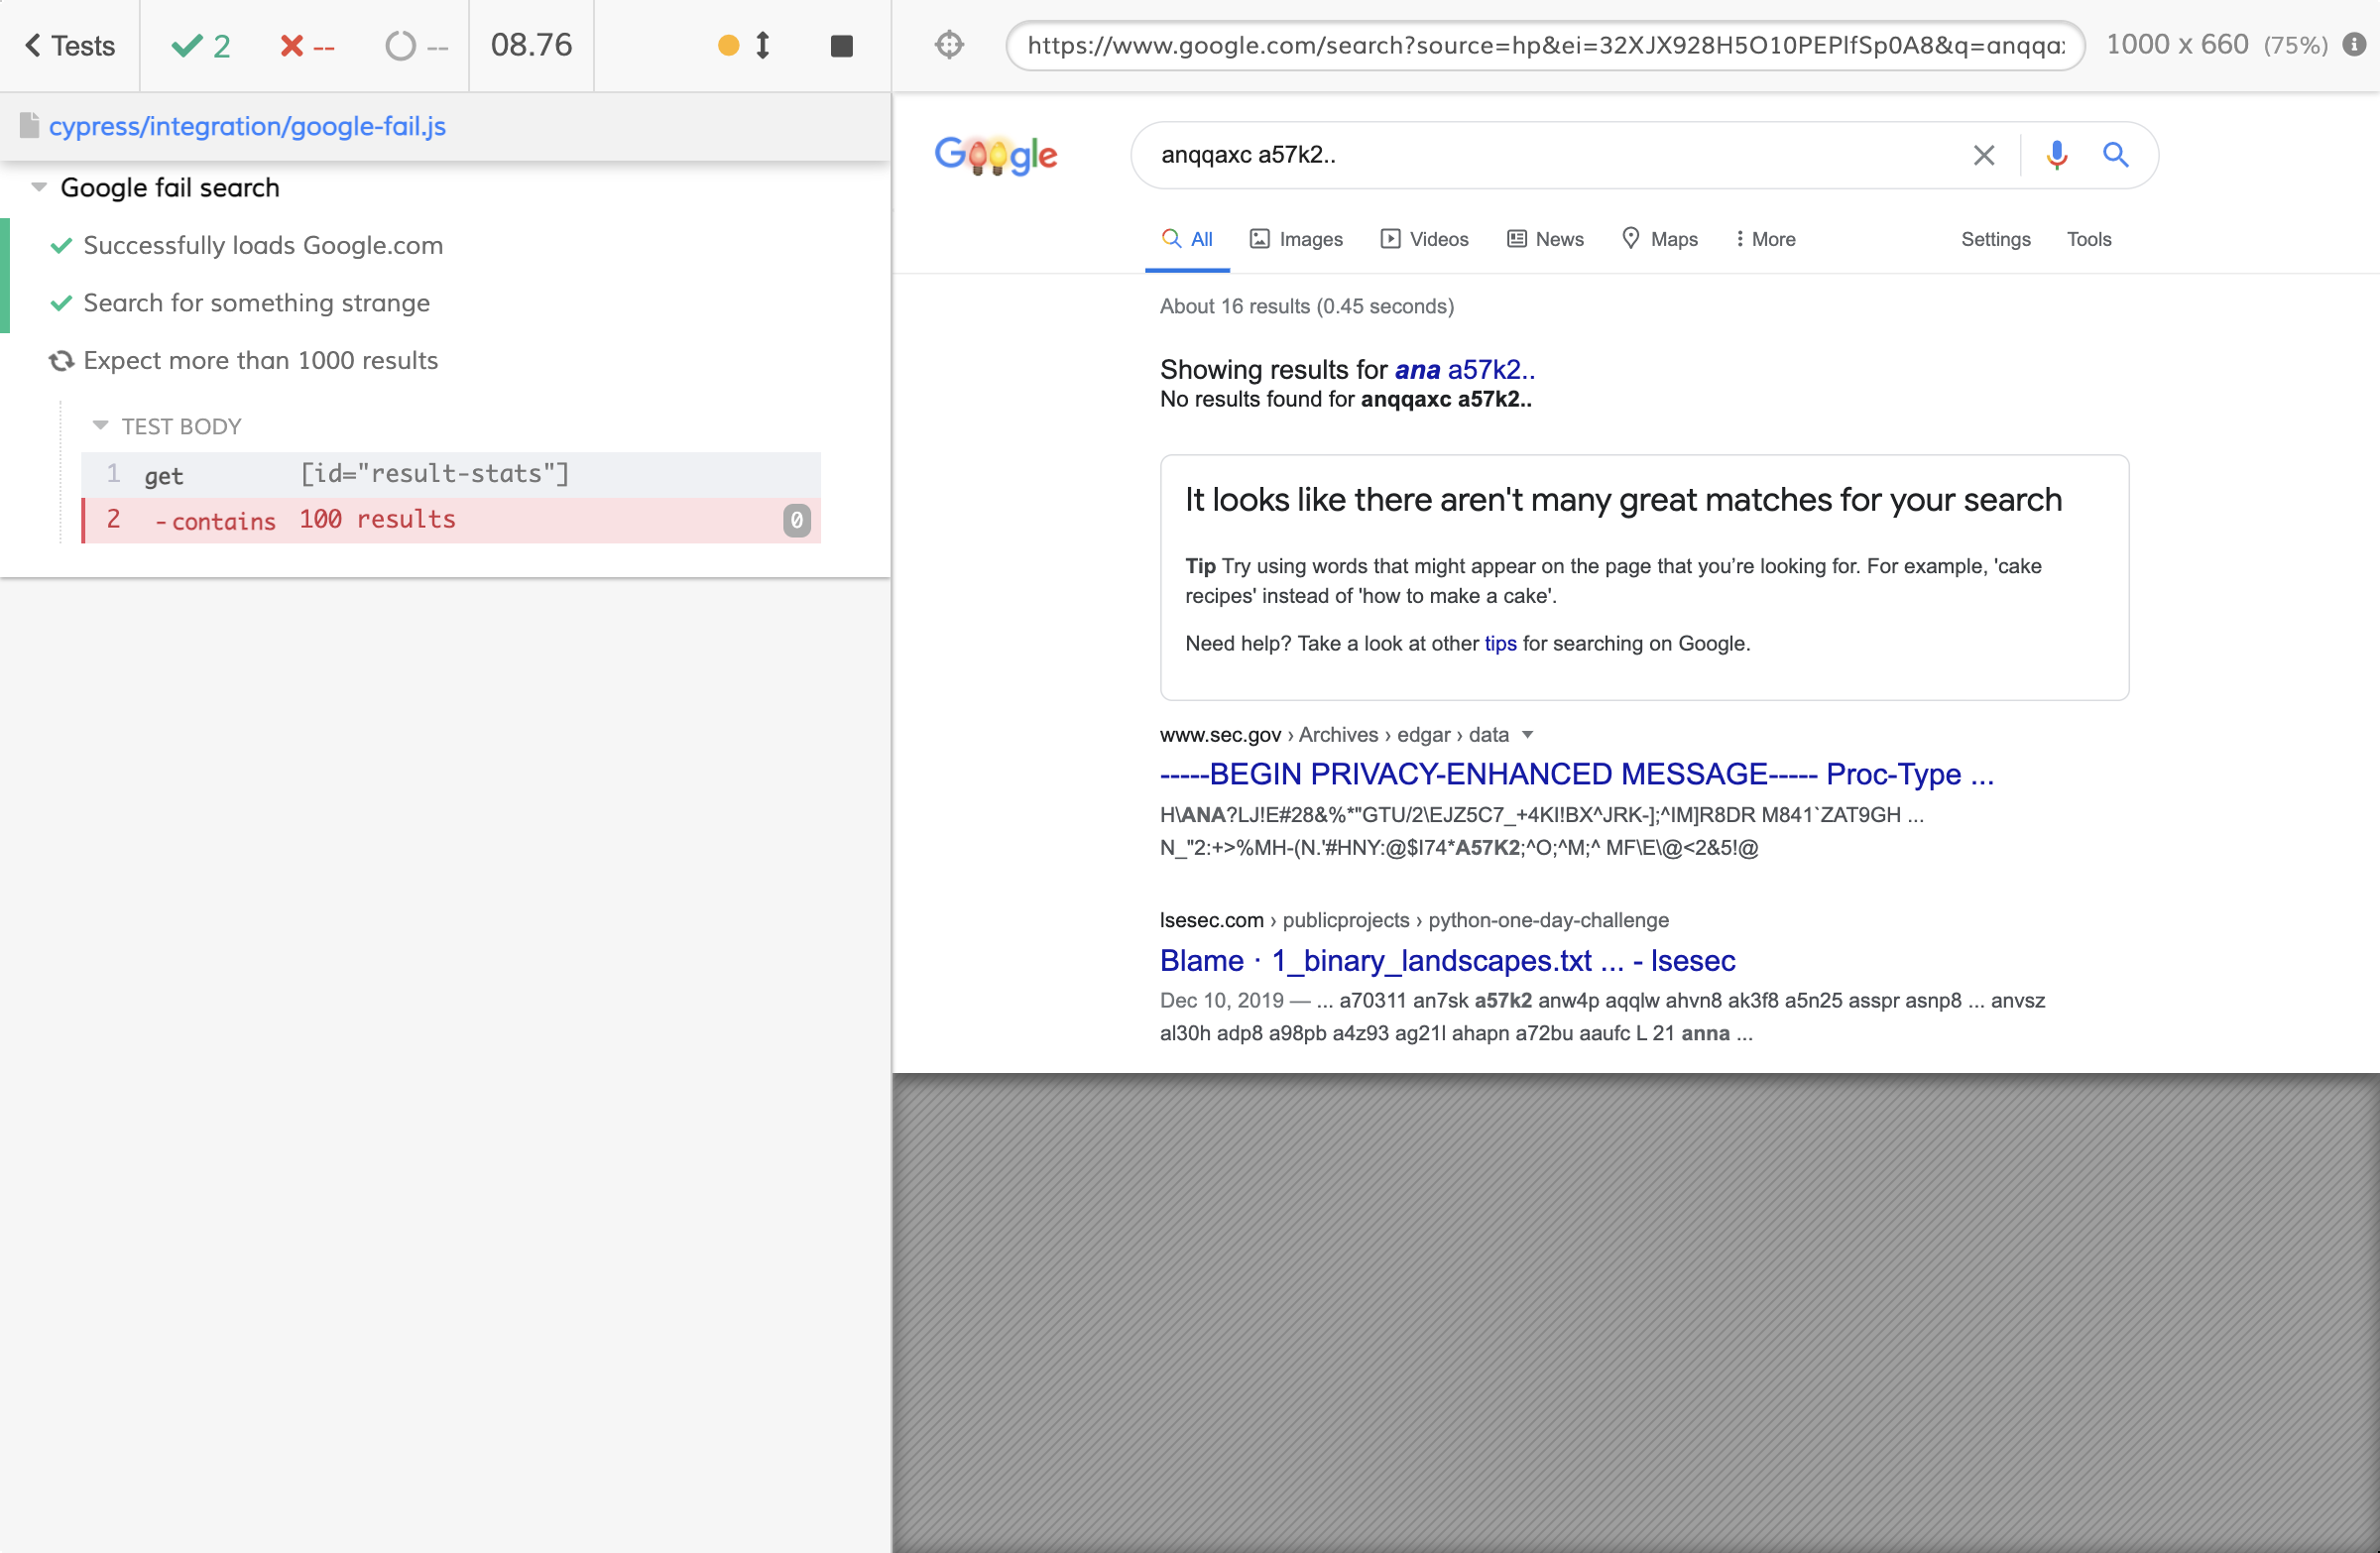 Tests
2
--
--
08.76
https://www.google.com/search?source=hp&ei=32XJX928H5O10PEPlfSp0A8&q=anqqax
1000 x 660 (75%)
cypress/integration/google-fail.js
Google fail search
Successfully loads Google.com
Search for something strange
Expect more than 1000 results
TEST BODY
1 get [id="result-stats"]
2 -contains 100 results 0
Google
anqqaxc a57k2..
All Images Videos News Maps More Settings Tools
About 16 results (0.45 seconds)
Showing results for ana a57k2..
No results found for anqqaxc a57k2..
It looks like there aren't many great matches for your search
Tip Try using words that might appear on the page that you’re looking for. For example, 'cake
recipes' instead of 'how to make a cake'.
Need help? Take a look at other tips for searching on Google.
www.sec.gov › Archives › edgar › data
-----BEGIN PRIVACY-ENHANCED MESSAGE----- Proc-Type ...
H\ANA?LJ!E#28&%*"GTU/2\EJZ5C7_+4KI!BX^JRK-];^IM]R8DR M841`ZAT9GH ...
N_"2:+>%MH-(N.'#HNY:@$I74*A57K2;^O;^M;^ MF\E\@<2&5!@
lsesec.com › publicprojects › python-one-day-challenge
Blame · 1_binary_landscapes.txt ... - lsesec
Dec 10, 2019 — ... a70311 an7sk a57k2 anw4p aqqlw ahvn8 ak3f8 a5n25 asspr asnp8 ... anvsz
al30h adp8 a98pb a4z93 ag21l ahapn a72bu aaufc L 21 anna ...